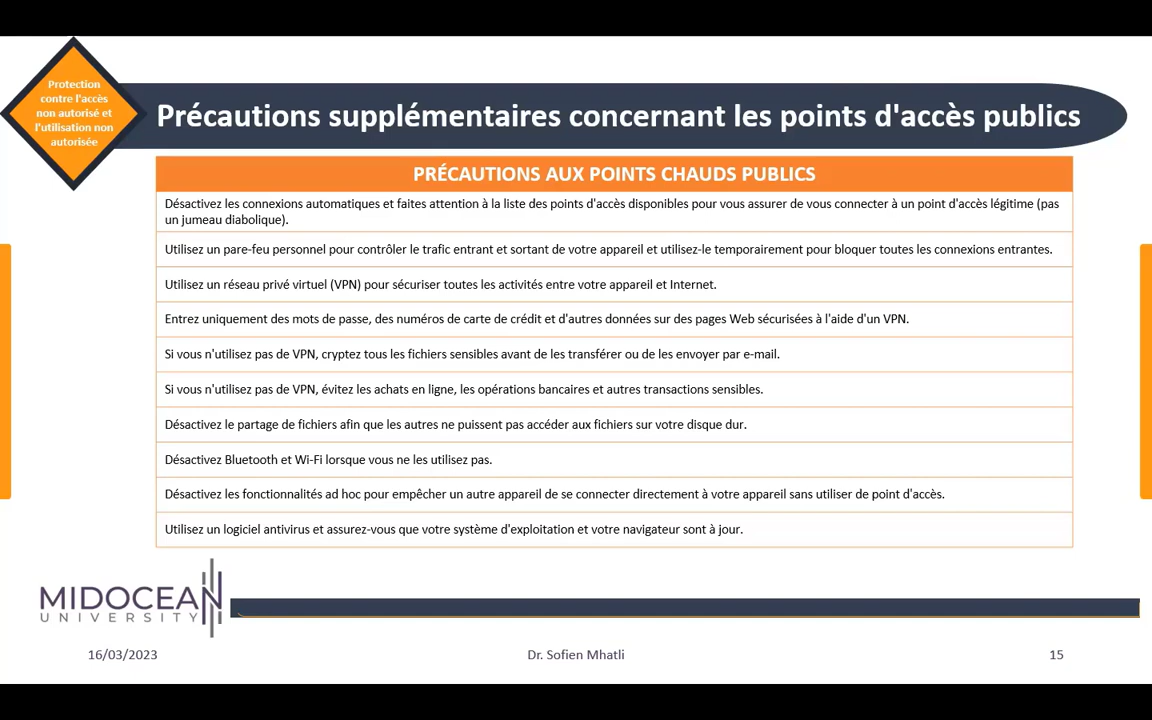 Protection
contre l'accès
non autorisé et
l'utilisation non
autorisée
Précautions supplémentaires concernant les points d'accès publics
PRÉCAUTIONS AUX POINTS CHAUDS PUBLICS
Désactivez les connexions automatiques et faites attention à la liste des points d'accès disponibles pour vous assurer de vous connecter à un point d'accès légitime (pas
un jumeau diabolique).
Utilisez un pare-feu personnel pour contrôler le trafic entrant et sortant de votre appareil et utilisez-le temporairement pour bloquer toutes les connexions entrantes.
Utilisez un réseau privé virtuel (VPN) pour sécuriser toutes les activités entre votre appareil et Internet.
Entrez uniquement des mots de passe, des numéros de carte de crédit et d'autres données sur des pages Web sécurisées à l'aide d'un VPN.
Si vous n'utilisez pas de VPN, cryptez tous les fichiers sensibles avant de les transférer ou de les envoyer par e-mail.
Si vous n'utilisez pas de VPN, évitez les achats en ligne, les opérations bancaires et autres transactions sensibles.
Désactivez le partage de fichiers afin que les autres ne puissent pas accéder aux fichiers sur votre disque dur.
Désactivez Bluetooth et Wi-Fi lorsque vous ne les utilisez pas.
Désactivez les fonctionnalités ad hoc pour empêcher un autre appareil de se connecter directement à votre appareil sans utiliser de point d'accès.
Utilisez un logiciel antivirus et assurez-vous que votre système d'exploitation et votre navigateur sont à jour.
MIDOCEAN
UNIVERSITY
16/03/2023
Dr. Sofien Mhatli
15